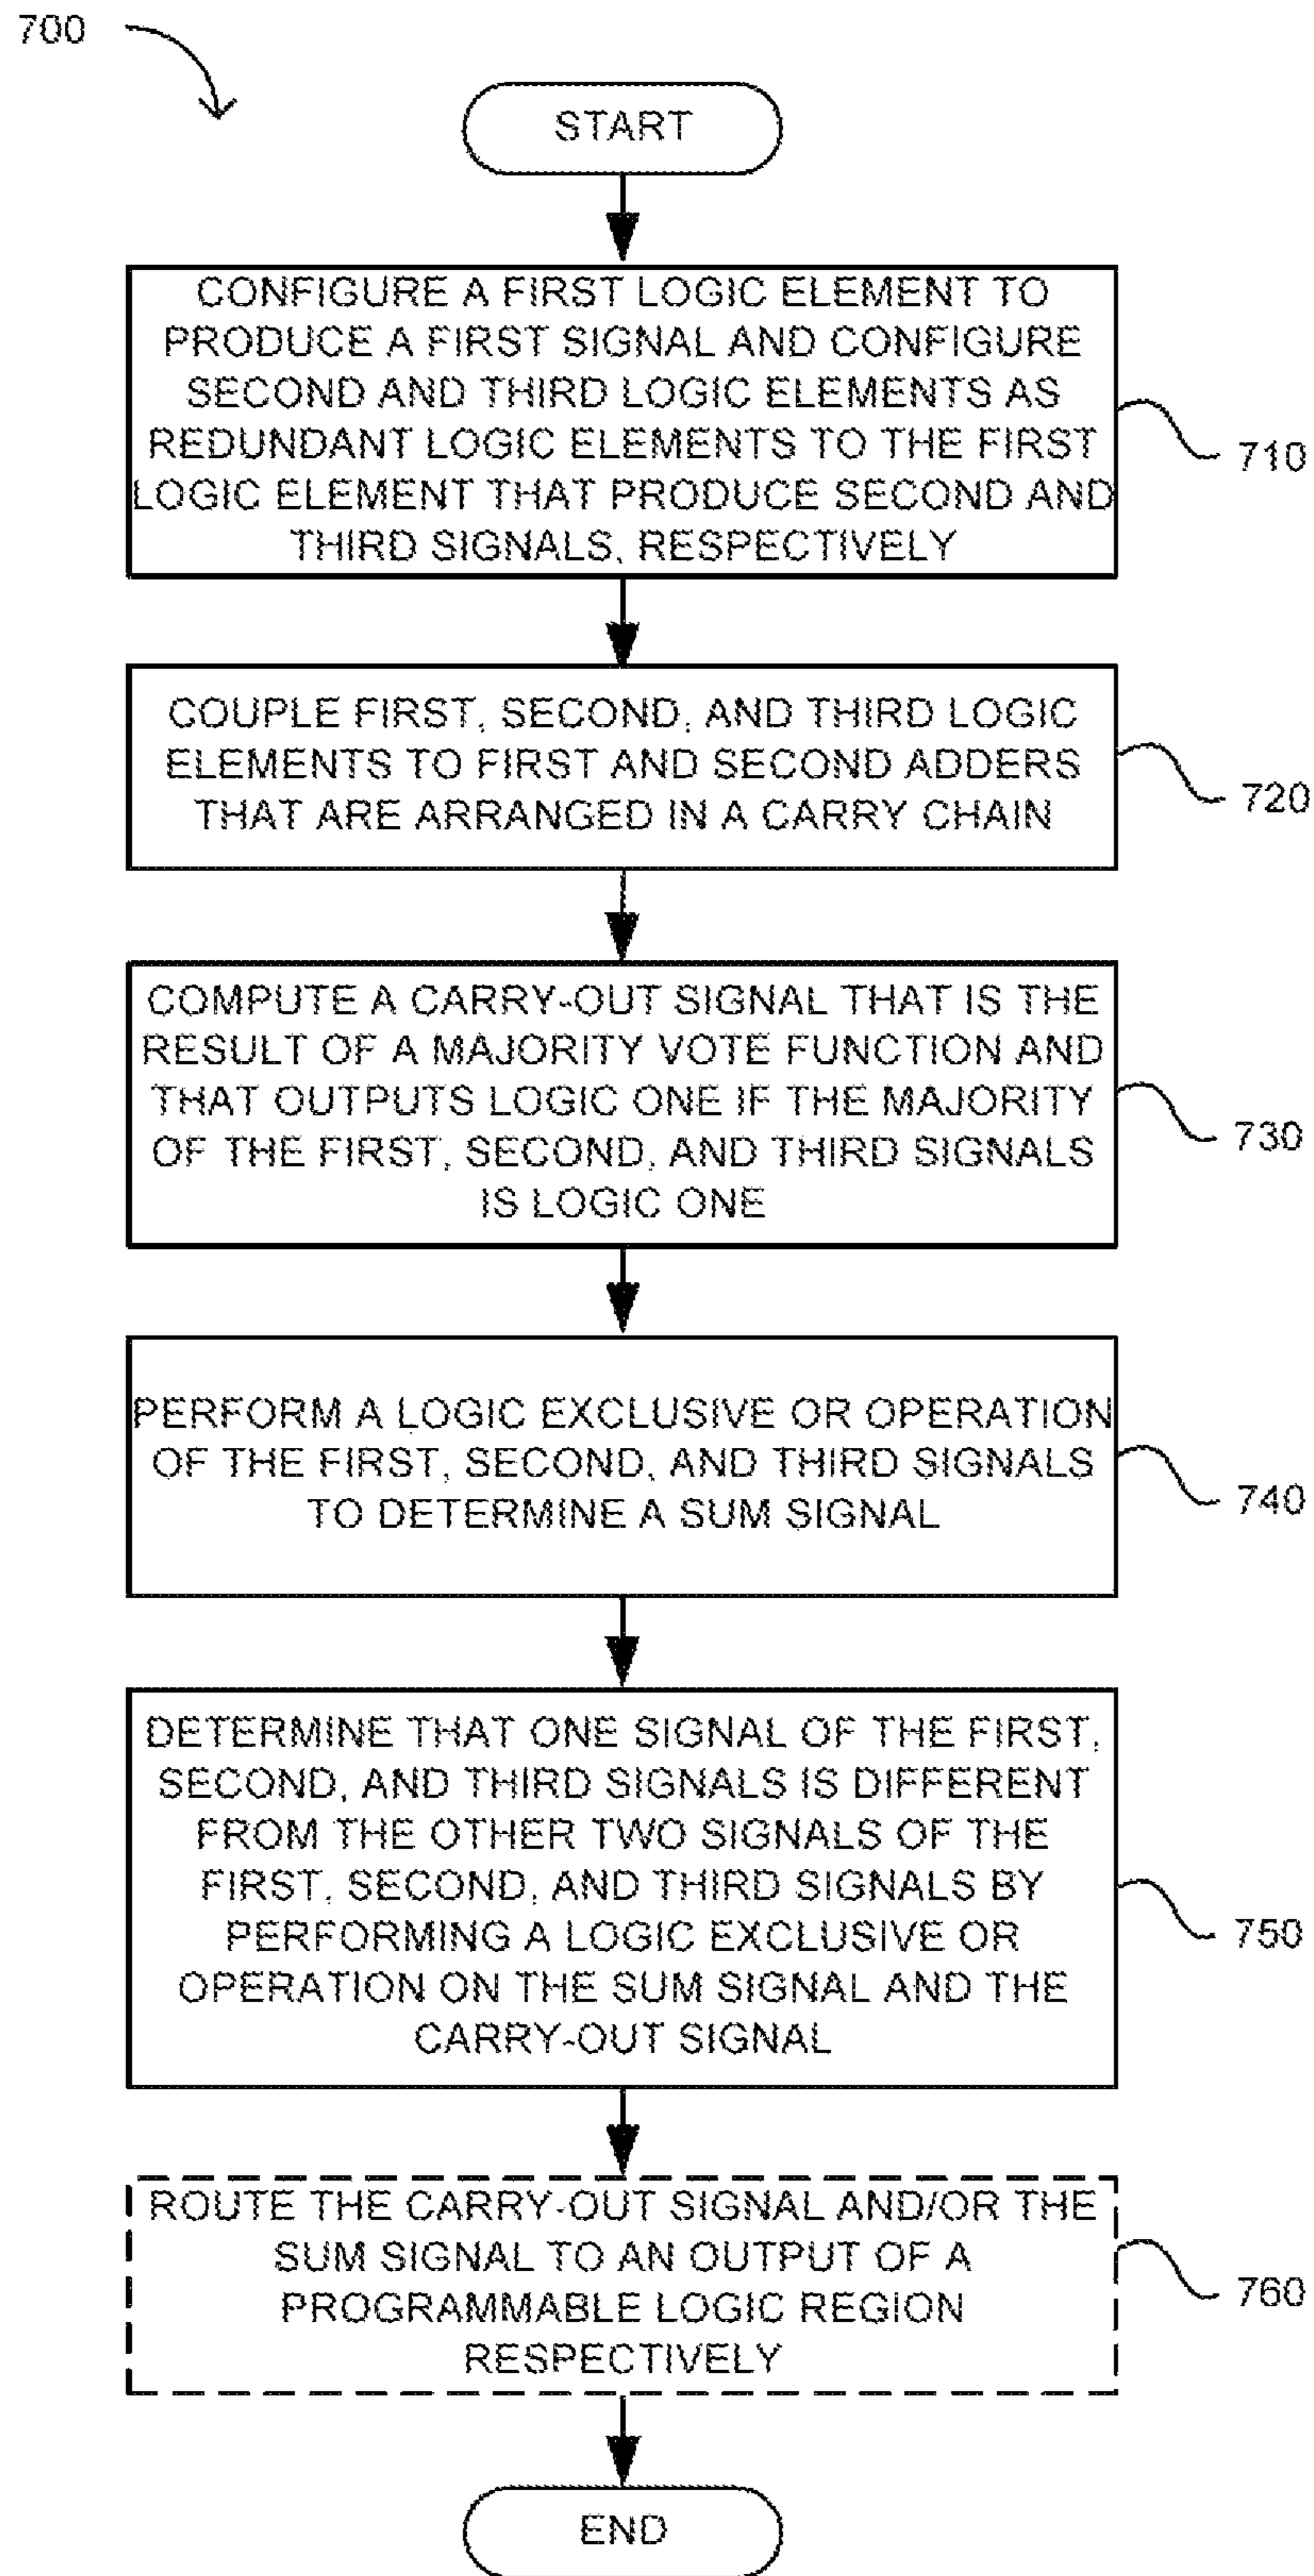 700
START
CONFIGURE A FIRST LOGIC ELEMENT TO
PRODUCE A FIRST SIGNAL AND CONFIGURE
SECOND AND THIRD LOGIC ELEMENTS AS
REDUNDANT LOGIC ELEMENTS TO THE FIRST
LOGIC ELEMENT THAT PRODUCE SECOND AND
THIRD SIGNALS, RESPECTIVELY
710
COUPLE FIRST, SECOND, AND THIRD LOGIC
ELEMENTS TO FIRST AND SECOND ADDERS
THAT ARE ARRANGED IN A CARRY CHAIN
720
COMPUTE A CARRY-OUT SIGNAL THAT IS THE
RESULT OF A MAJORITY VOTE FUNCTION AND
THAT OUTPUTS LOGIC ONE IF THE MAJORITY
OF THE FIRST, SECOND, AND THIRD SIGNALS
IS LOGIC ONE
730
PERFORM A LOGIC EXCLUSIVE OR OPERATION
OF THE FIRST, SECOND, AND THIRD SIGNALS
TO DETERMINE A SUM SIGNAL
740
DETERMINE THAT ONE SIGNAL OF THE FIRST,
SECOND, AND THIRD SIGNALS IS DIFFERENT
FROM THE OTHER TWO SIGNALS OF THE
FIRST, SECOND, AND THIRD SIGNALS BY
PERFORMING A LOGIC EXCLUSIVE OR
OPERATION ON THE SUM SIGNAL AND THE
CARRY-OUT SIGNAL
750
ROUTE THE CARRY-OUT SIGNAL AND/OR THE
SUM SIGNAL TO AN OUTPUT OF A
PROGRAMMABLE LOGIC REGION
RESPECTIVELY
760
END